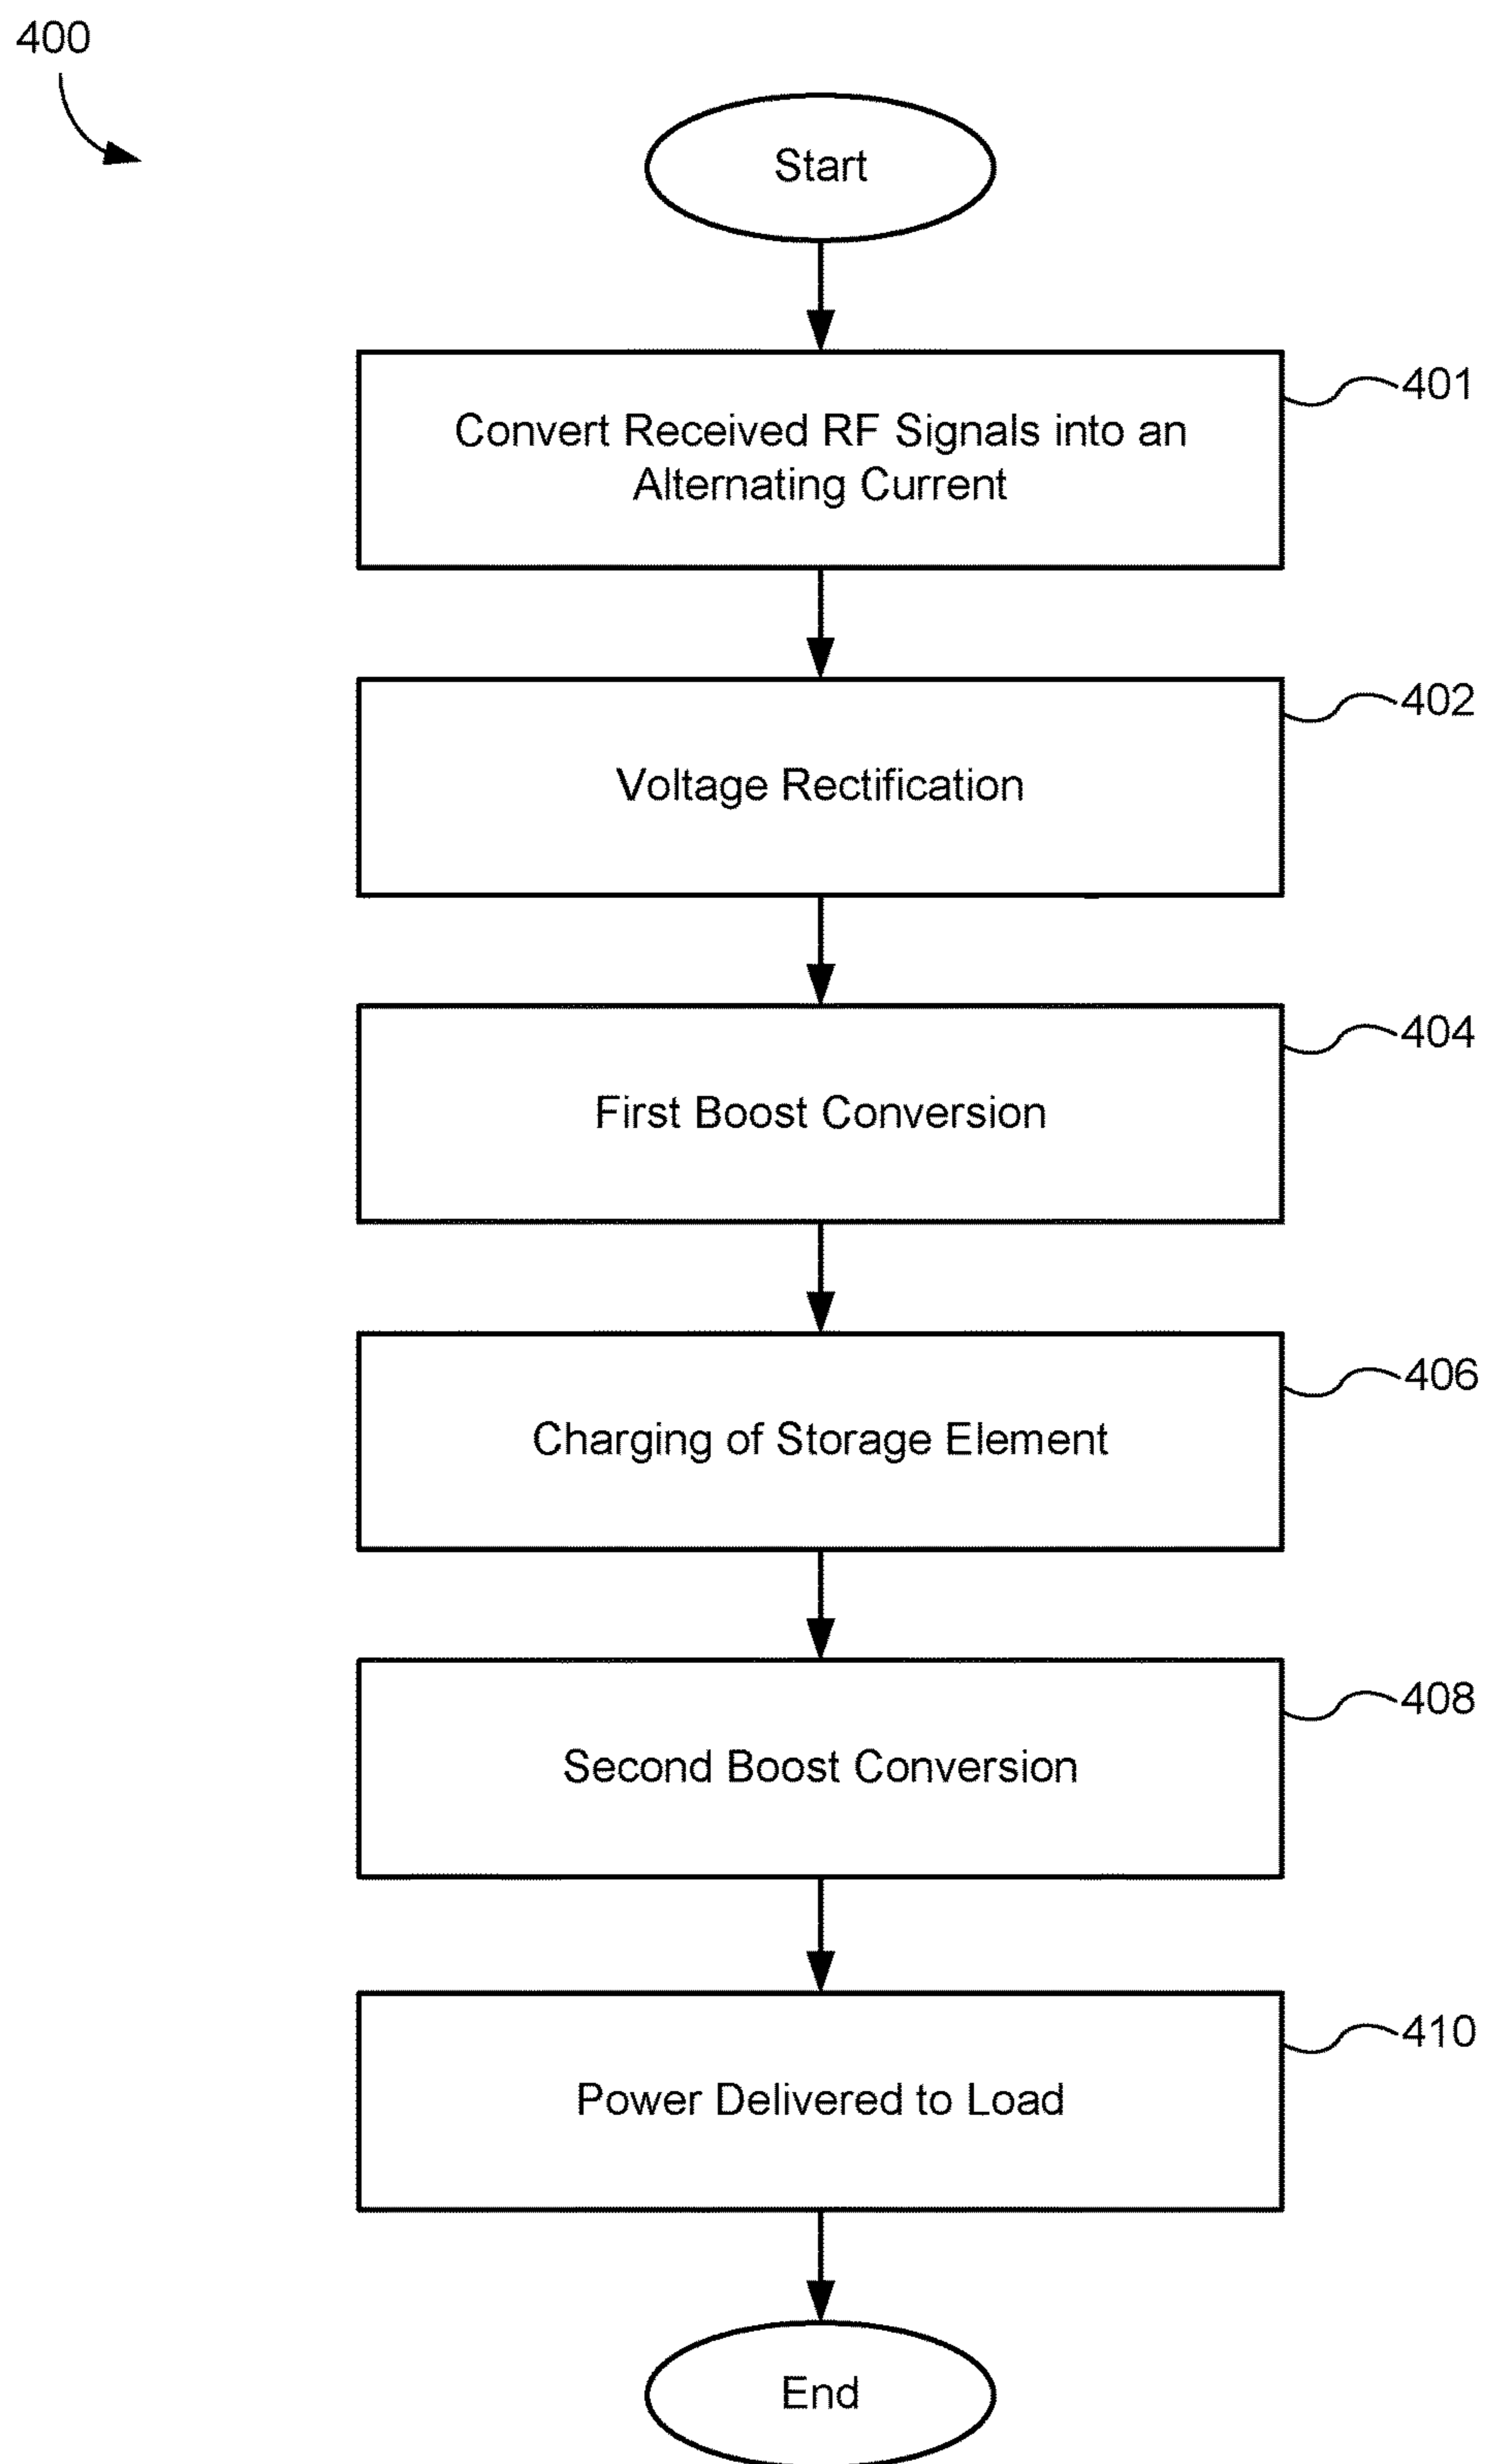 400
Start
401
Convert Received RF Signals into an
Alternating Current
402
Voltage Rectification
404
First Boost Conversion
406
Charging of Storage Element
408
Second Boost Conversion
410
Power Delivered to Load
End